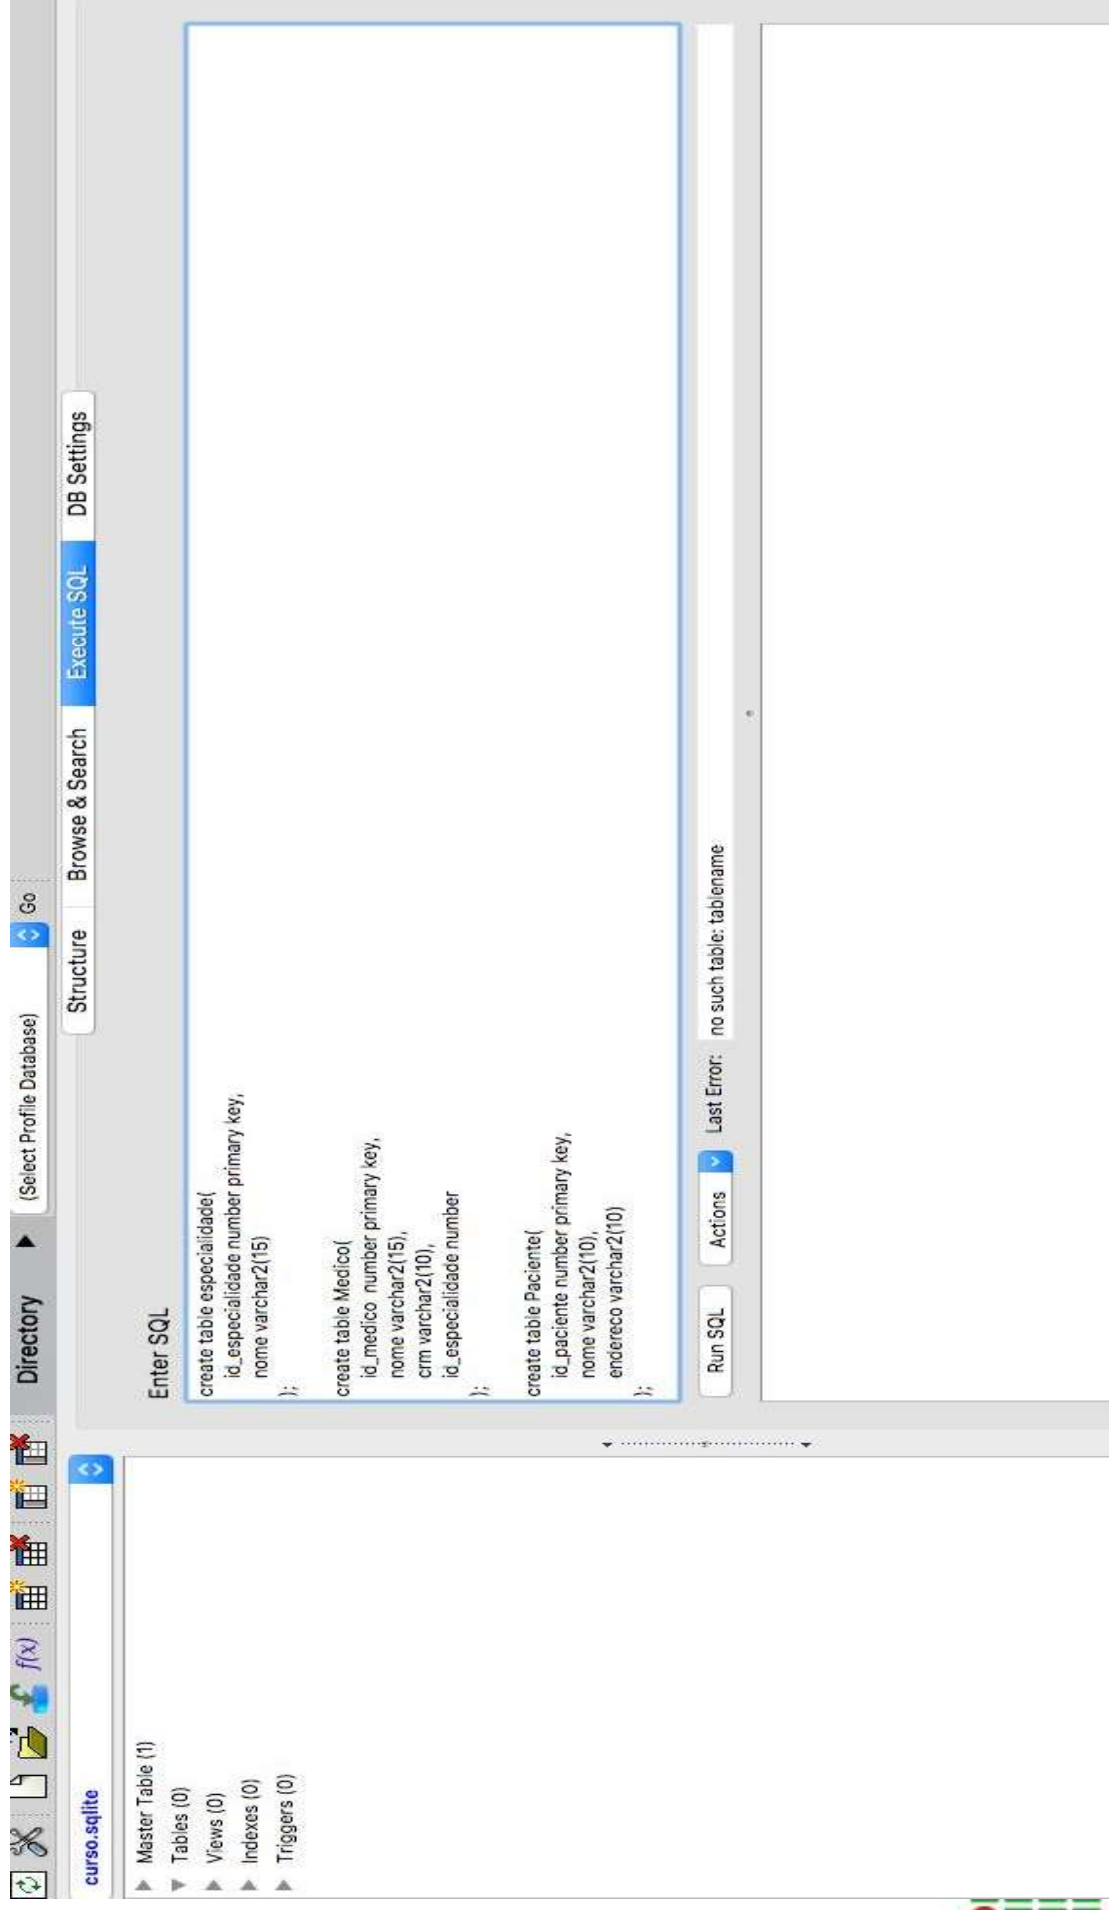 Directory
(Select Profile Database)
Go
f(x)
curso.sqlite
Master Table (1)
Tables (0)
Views (0)
Indexes (0)
Triggers (0)
Structure
Browse & Search
Execute SQL
DB Settings
Enter SQL
create table especialidade(
id_especialidade number primary key,
nome varchar2(15)
);
create table Medico(
id_medico  number primary key,
nome varchar2(15),
crm varchar2(10),
id_especialidade number
);
create table Paciente(
id_paciente number primary key,
nome varchar2(10),
endereco varchar2(10)
);
Run SQL
Actions
Last Error:
no such table: tablename